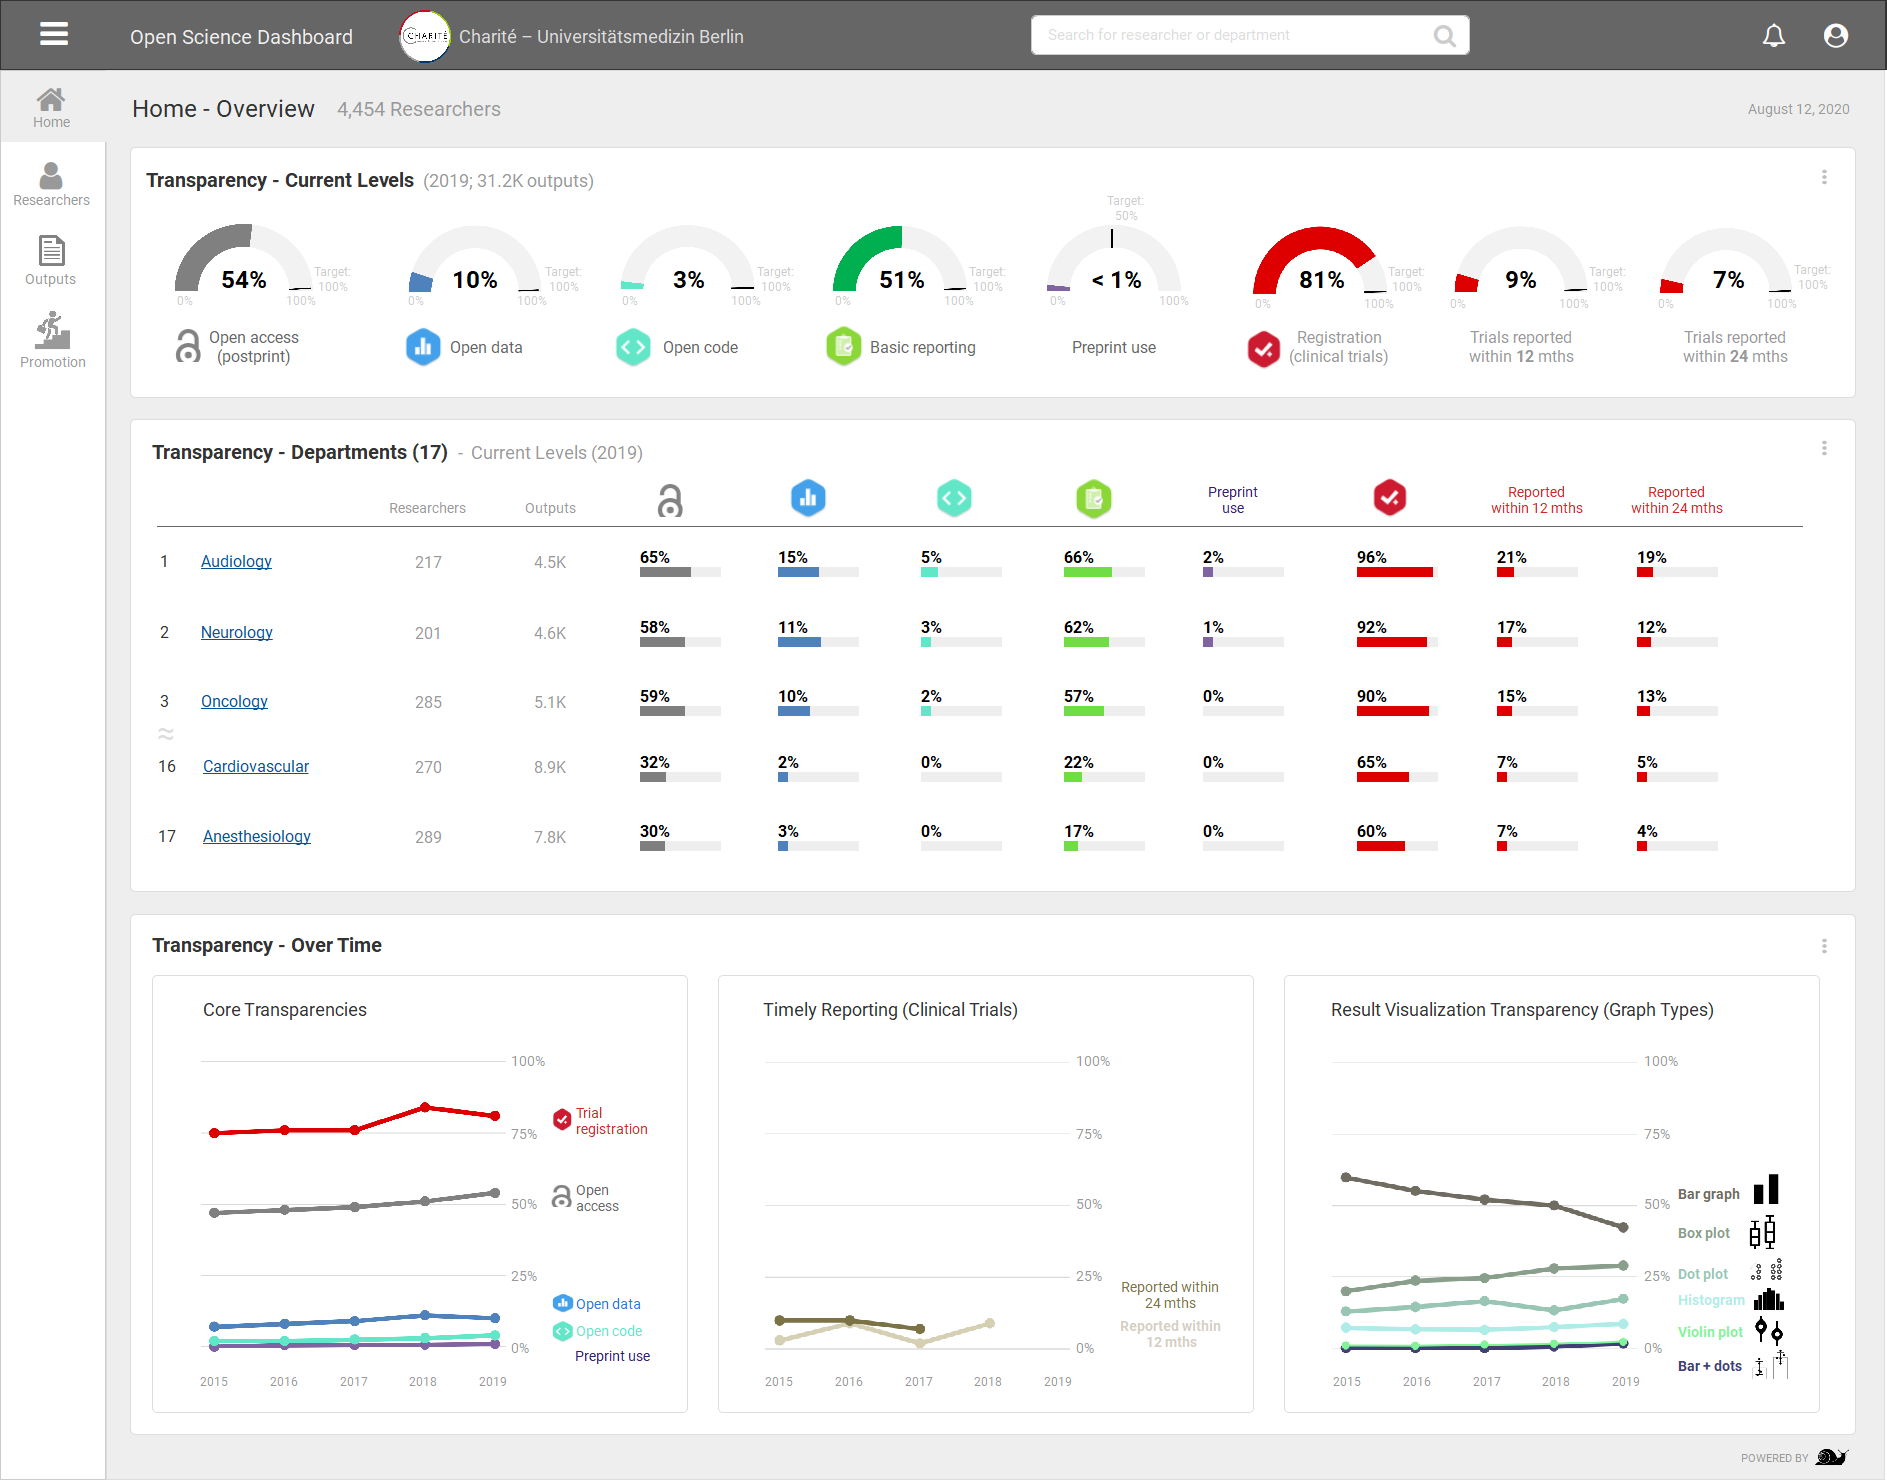 Open Science Dashboard
CHARITÉ
Charité – Universitätsmedizin Berlin
Search for researcher or department
Home
Researchers
Outputs
Promotion
Home - Overview 4,454 Researchers
August 12, 2020
Transparency - Current Levels (2019; 31.2K outputs)
54%
Target:
100%
0% 100%
Open access
(postprint)
10%
Target:
100%
0% 100%
Open data
3%
Target:
100%
0% 100%
Open code
51%
Target:
100%
0% 100%
Basic reporting
Target:
50%
< 1%
0% 100%
Preprint use
81%
Target:
100%
0% 100%
Registration
(clinical trials)
9%
Target:
100%
0% 100%
Trials reported
within 12 mths
7%
Target:
100%
0% 100%
Trials reported
within 24 mths
Transparency - Departments (17) - Current Levels (2019)
Researchers Outputs
Preprint
use
Reported
within 12 mths
Reported
within 24 mths
1 Audiology 217 4.5K 65% 15% 5% 66% 2% 96% 21% 19%
2 Neurology 201 4.6K 58% 11% 3% 62% 1% 92% 17% 12%
3 Oncology 285 5.1K 59% 10% 2% 57% 0% 90% 15% 13%
≈
16 Cardiovascular 270 8.9K 32% 2% 0% 22% 0% 65% 7% 5%
17 Anesthesiology 289 7.8K 30% 3% 0% 17% 0% 60% 7% 4%
Transparency - Over Time
Core Transparencies
100%
75%
50%
25%
0%
Trial
registration
Open
access
Open data
Open code
Preprint use
2015 2016 2017 2018 2019
Timely Reporting (Clinical Trials)
100%
75%
50%
25%
0%
Reported within
24 mths
Reported within
12 mths
2015 2016 2017 2018 2019
Result Visualization Transparency (Graph Types)
100%
75%
50%
25%
0%
Bar graph
Box plot
Dot plot
Histogram
Violin plot
Bar + dots
2015 2016 2017 2018 2019
POWERED BY